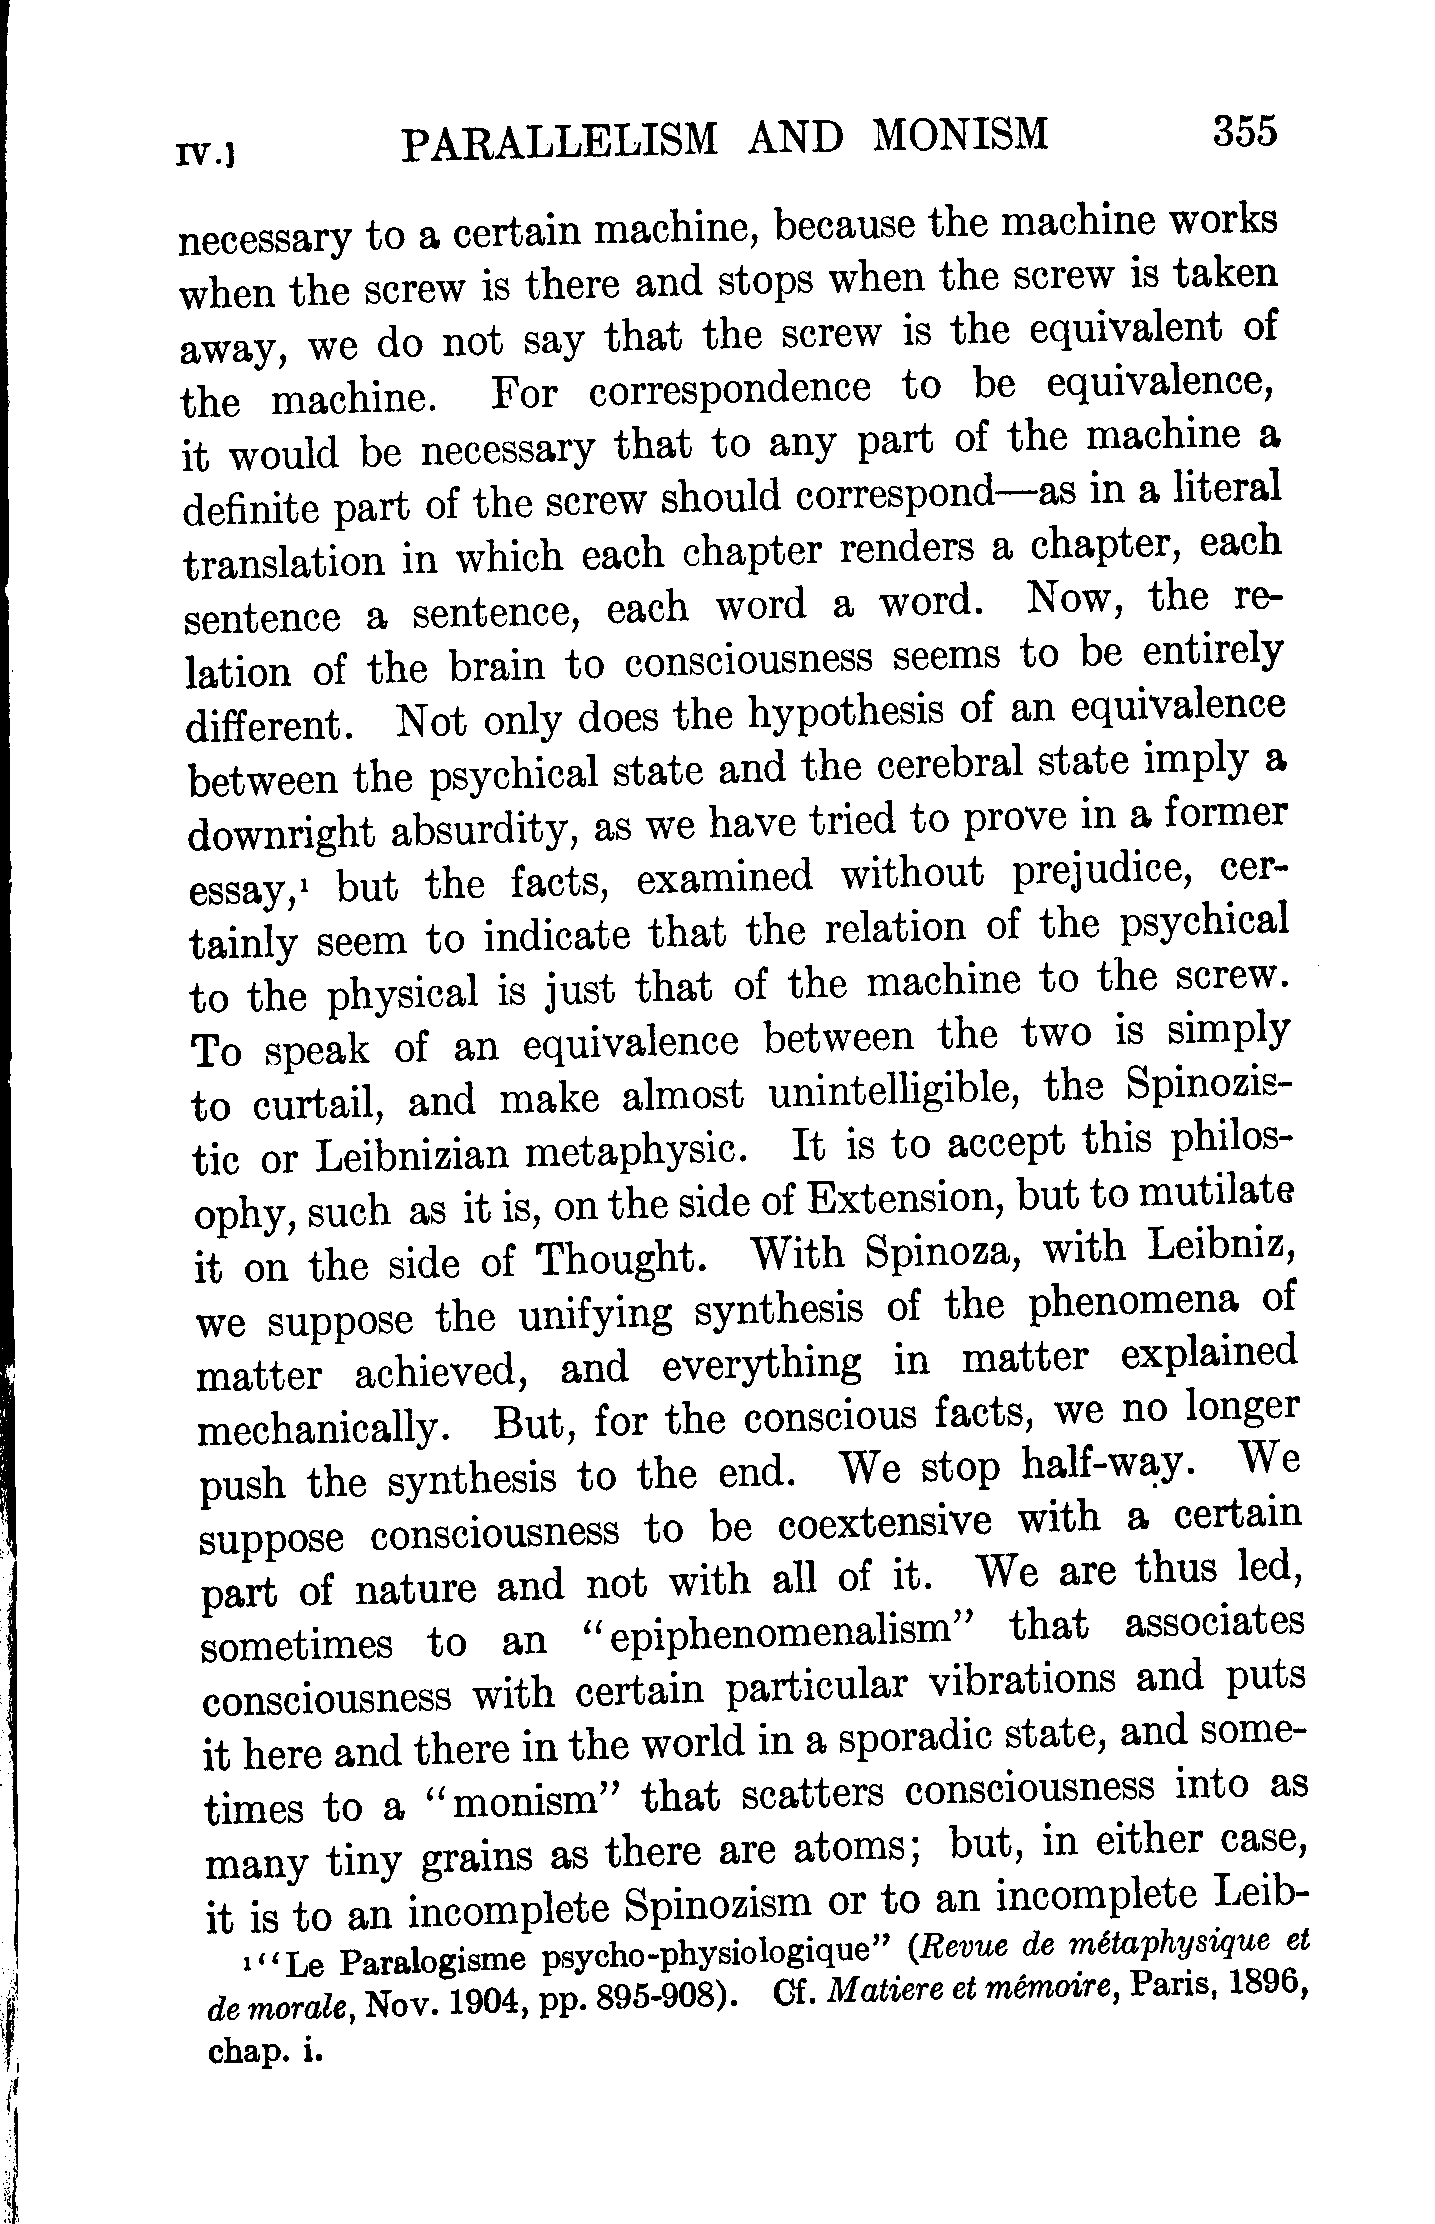 IV.] PARALLELISM AND MONISM 355
necessary to a certain machine, because the machine works
when the screw is there and stops when the screw is taken
away, we do not say that the screw is the equivalent of
the machine. For correspondence to be equivalence,
it would be necessary that to any part of the machine a
definite part of the screw should correspond—as in a literal
translation in which each chapter renders a chapter, each
sentence a sentence, each word a word. Now, the re-
lation of the brain to consciousness seems to be entirely
different. Not only does the hypothesis of an equivalence
between the psychical state and the cerebral state imply a
downright absurdity, as we have tried to prove in a former
essay,¹ but the facts, examined without prejudice, cer-
tainly seem to indicate that the relation of the psychical
to the physical is just that of the machine to the screw.
To speak of an equivalence between the two is simply
to curtail, and make almost unintelligible, the Spinozis-
tic or Leibnizian metaphysic. It is to accept this philos-
ophy, such as it is, on the side of Extension, but to mutilate
it on the side of Thought. With Spinoza, with Leibniz,
we suppose the unifying synthesis of the phenomena of
matter achieved, and everything in matter explained
mechanically. But, for the conscious facts, we no longer
push the synthesis to the end. We stop half-way. We
suppose consciousness to be coextensive with a certain
part of nature and not with all of it. We are thus led,
sometimes to an “epiphenomenalism” that associates
consciousness with certain particular vibrations and puts
it here and there in the world in a sporadic state, and some-
times to a “monism” that scatters consciousness into as
many tiny grains as there are atoms; but, in either case,
it is to an incomplete Spinozism or to an incomplete Leib-
¹“Le Paralogisme psycho-physiologique” (Revue de métaphysique et
de morale, Nov. 1904, pp. 895-908). Cf. Matiere et mémoire, Paris, 1896,
chap. i.